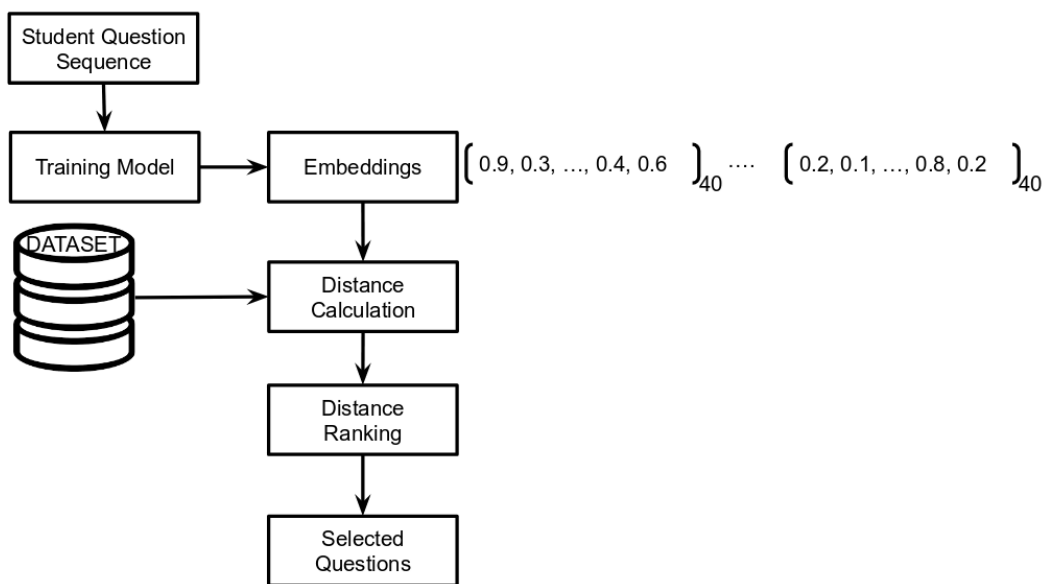 Student Question
Sequence
Training Model
Embeddings
[ 0.9, 0.3, …, 0.4, 0.6 ]40 …. [ 0.2, 0.1, …, 0.8, 0.2 ]40
DATASET
Distance
Calculation
Distance
Ranking
Selected
Questions